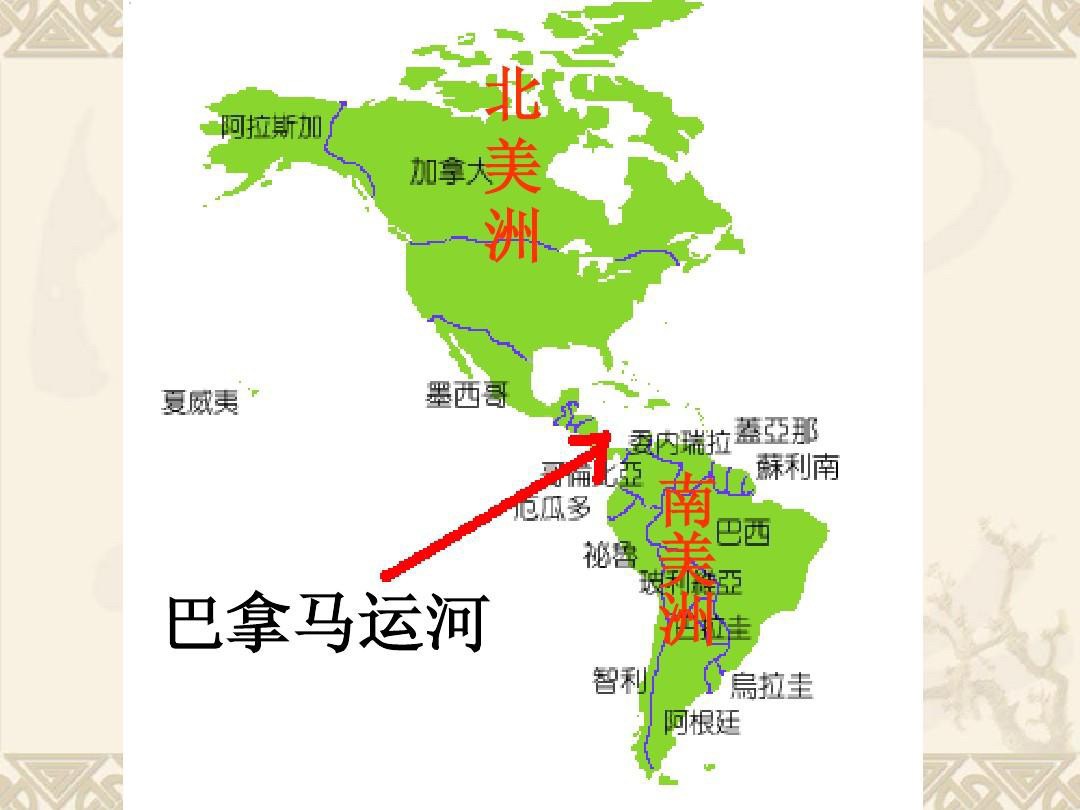 北美洲
阿拉斯加
加拿大
夏威夷
墨西哥
委內瑞拉
蓋亞那
蘇利南
哥倫比亞
厄瓜多
南美洲
巴西
祕魯
玻利維亞
巴拉圭
巴拿马运河
智利
烏拉圭
阿根廷